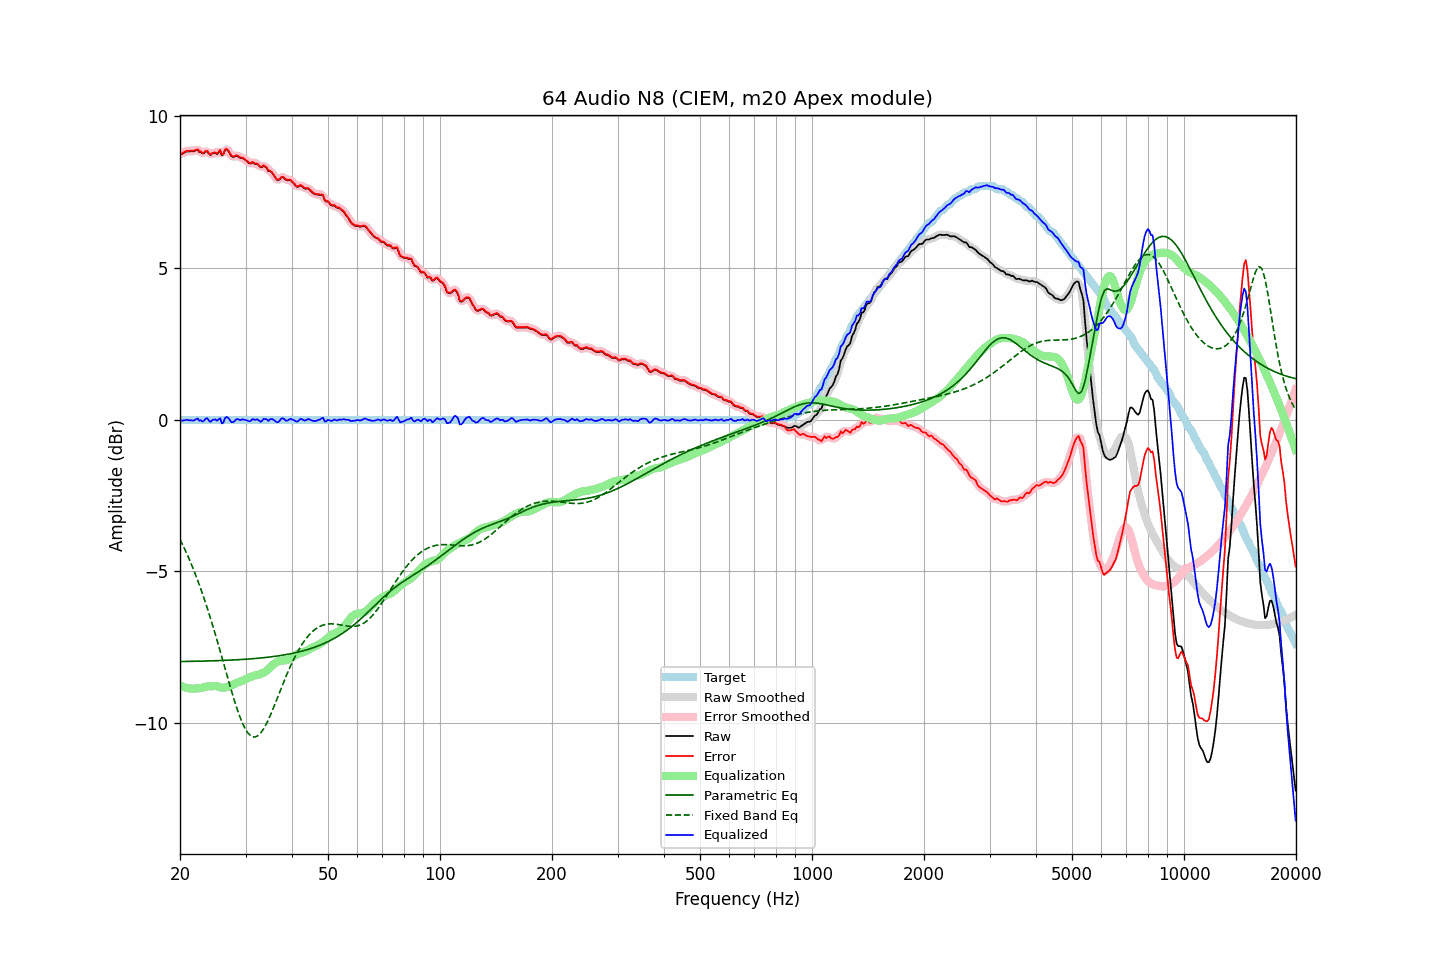 64 Audio N8 (CIEM, m20 Apex module)
10
5
0
−5
−10
Amplitude (dBr)
Target
Raw Smoothed
Error Smoothed
Raw
Error
Equalization
Parametric Eq
Fixed Band Eq
Equalized
20 50 100 200 500 1000 2000 5000 10000 20000
Frequency (Hz)